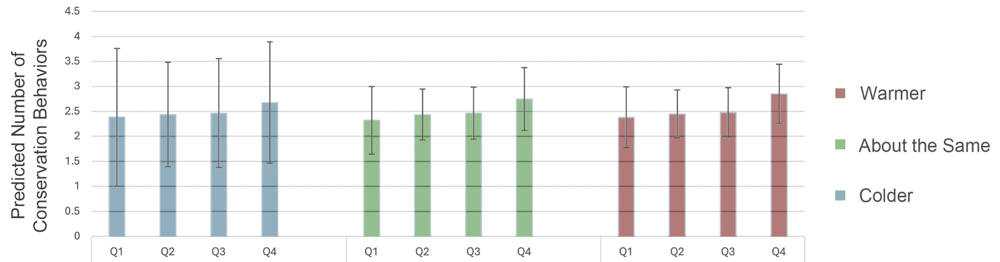 Predicted Number of
Conservation Behaviors
4.5
4
3.5
3
2.5
2
1.5
1
0.5
0
Q1 Q2 Q3 Q4 Q1 Q2 Q3 Q4 Q1 Q2 Q3 Q4
Warmer
About the Same
Colder